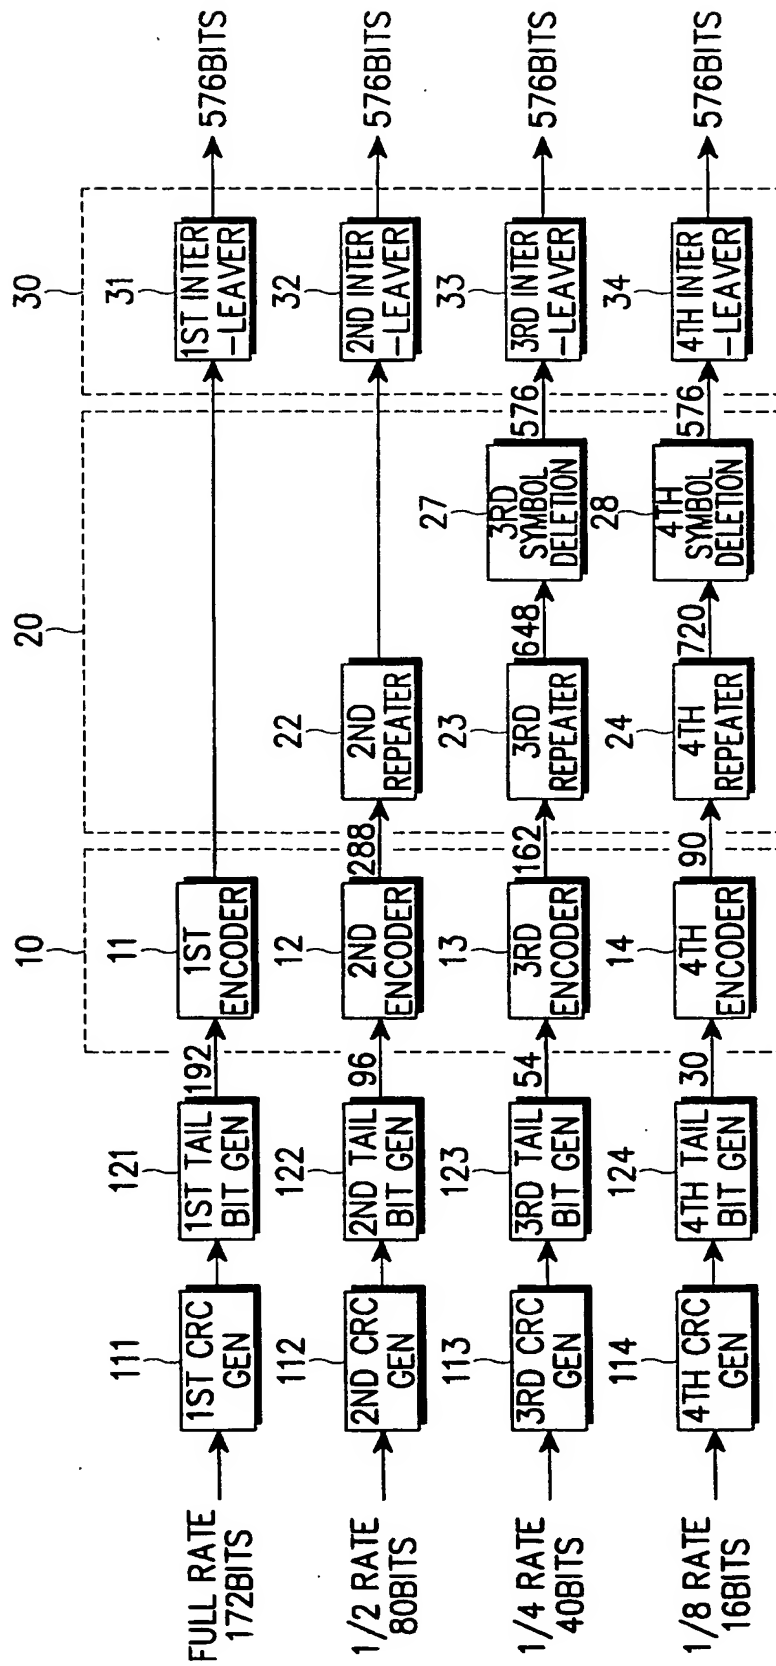 10
20
30
FULL RATE
172BITS
111
1ST CRC
GEN
121
1ST TAIL
BIT GEN
192
11
1ST
ENCODER
31
1ST INTER
-LEAVER
576BITS
1/2 RATE
80BITS
112
2ND CRC
GEN
122
2ND TAIL
BIT GEN
96
12
2ND
ENCODER
288
22
2ND
REPEATER
32
2ND INTER
-LEAVER
576BITS
1/4 RATE
40BITS
113
3RD CRC
GEN
123
3RD TAIL
BIT GEN
54
13
3RD
ENCODER
162
23
3RD
REPEATER
648
27
3RD
SYMBOL
DELETION
576
33
3RD INTER
-LEAVER
576BITS
1/8 RATE
16BITS
114
4TH CRC
GEN
124
4TH TAIL
BIT GEN
30
14
4TH
ENCODER
90
24
4TH
REPEATER
720
28
4TH
SYMBOL
DELETION
576
34
4TH INTER
-LEAVER
576BITS